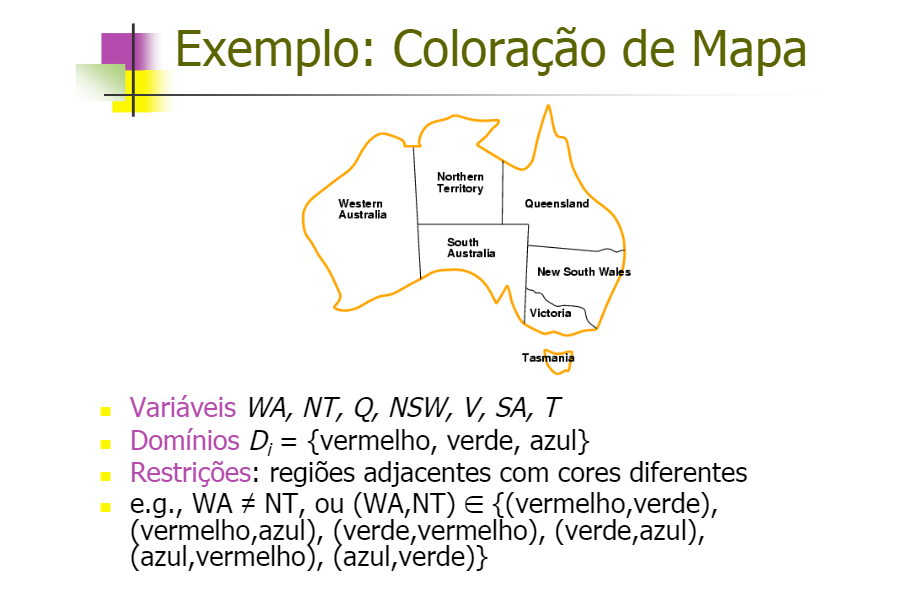 Exemplo: Coloração de Mapa
Northern
Territory
Western
Australia
Queensland
South
Australia
New South Wales
Victoria
Tasmania
Variáveis WA, NT, Q, NSW, V, SA, T
Domínios Di = {vermelho, verde, azul}
Restrições: regiões adjacentes com cores diferentes
e.g., WA ≠ NT, ou (WA,NT) ∈ {(vermelho,verde),
(vermelho,azul), (verde,vermelho), (verde,azul),
(azul,vermelho), (azul,verde)}